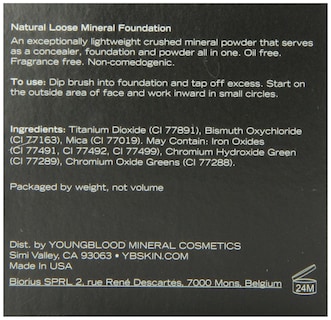 Natural Loose Mineral Foundation
An exceptionally lightweight crushed mineral powder that serves
as a concealer, foundation and powder all in one. Oil free.
Fragrance free. Non-comedogenic.
To use: Dip brush into foundation and tap off excess. Start on
the outside area of face and work inward in small circles.
Ingredients: Titanium Dioxide (CI 77891), Bismuth Oxychloride
(CI 77163), Mica (CI 77019). May Contain: Iron Oxides
(CI 77491, CI 77492, CI 77499), Chromium Hydroxide Green
(CI 77289), Chromium Oxide Greens (CI 77288).
Packaged by weight, not volume
Dist. by YOUNGBLOOD MINERAL COSMETICS
Simi Valley, CA 93063 • YBSKIN.COM
Made in USA
Biorius SPRL 2, rue René Descartes, 7000 Mons, Belgium
24M